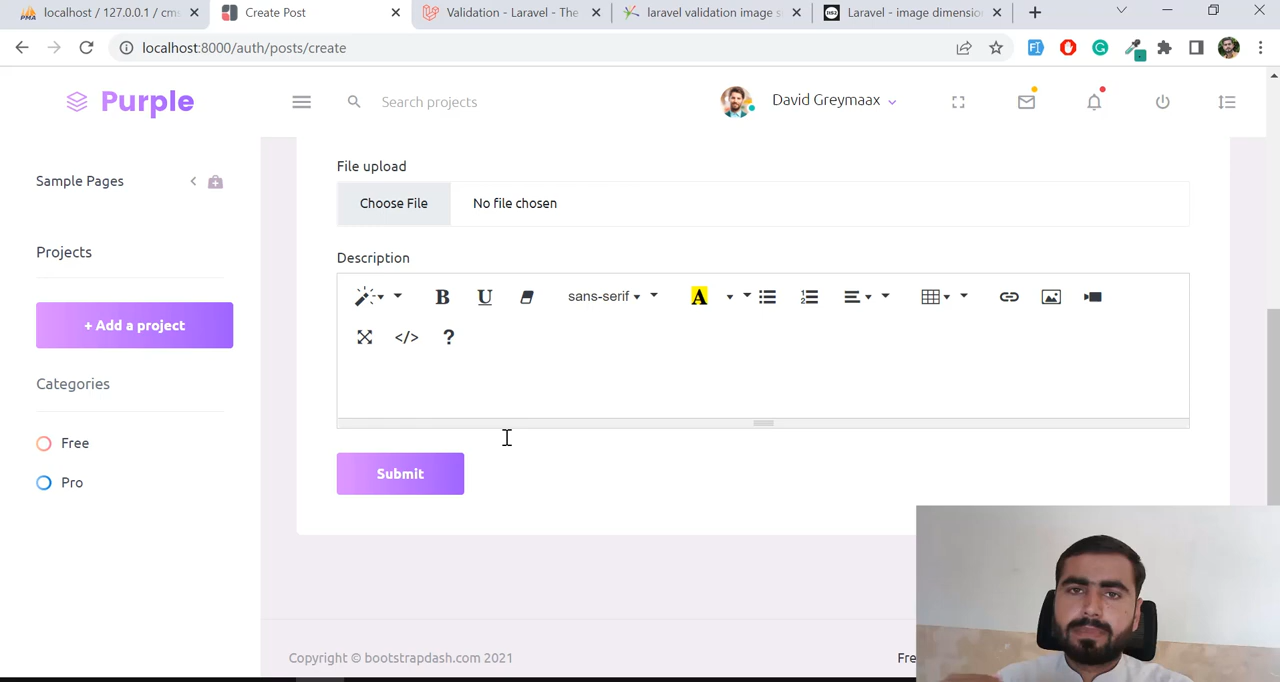 localhost / 127.0.0.1 / cm
Create Post
Validation - Laravel - The
laravel validation image s
Laravel - image dimensio
localhost:8000/auth/posts/create
Purple
Search projects
David Greymaax
Sample Pages
Projects
+ Add a project
Categories
Free
Pro
File upload
Choose File
No file chosen
Description
B U sans-serif A
</> ?
Submit
Copyright © bootstrapdash.com 2021
Fre